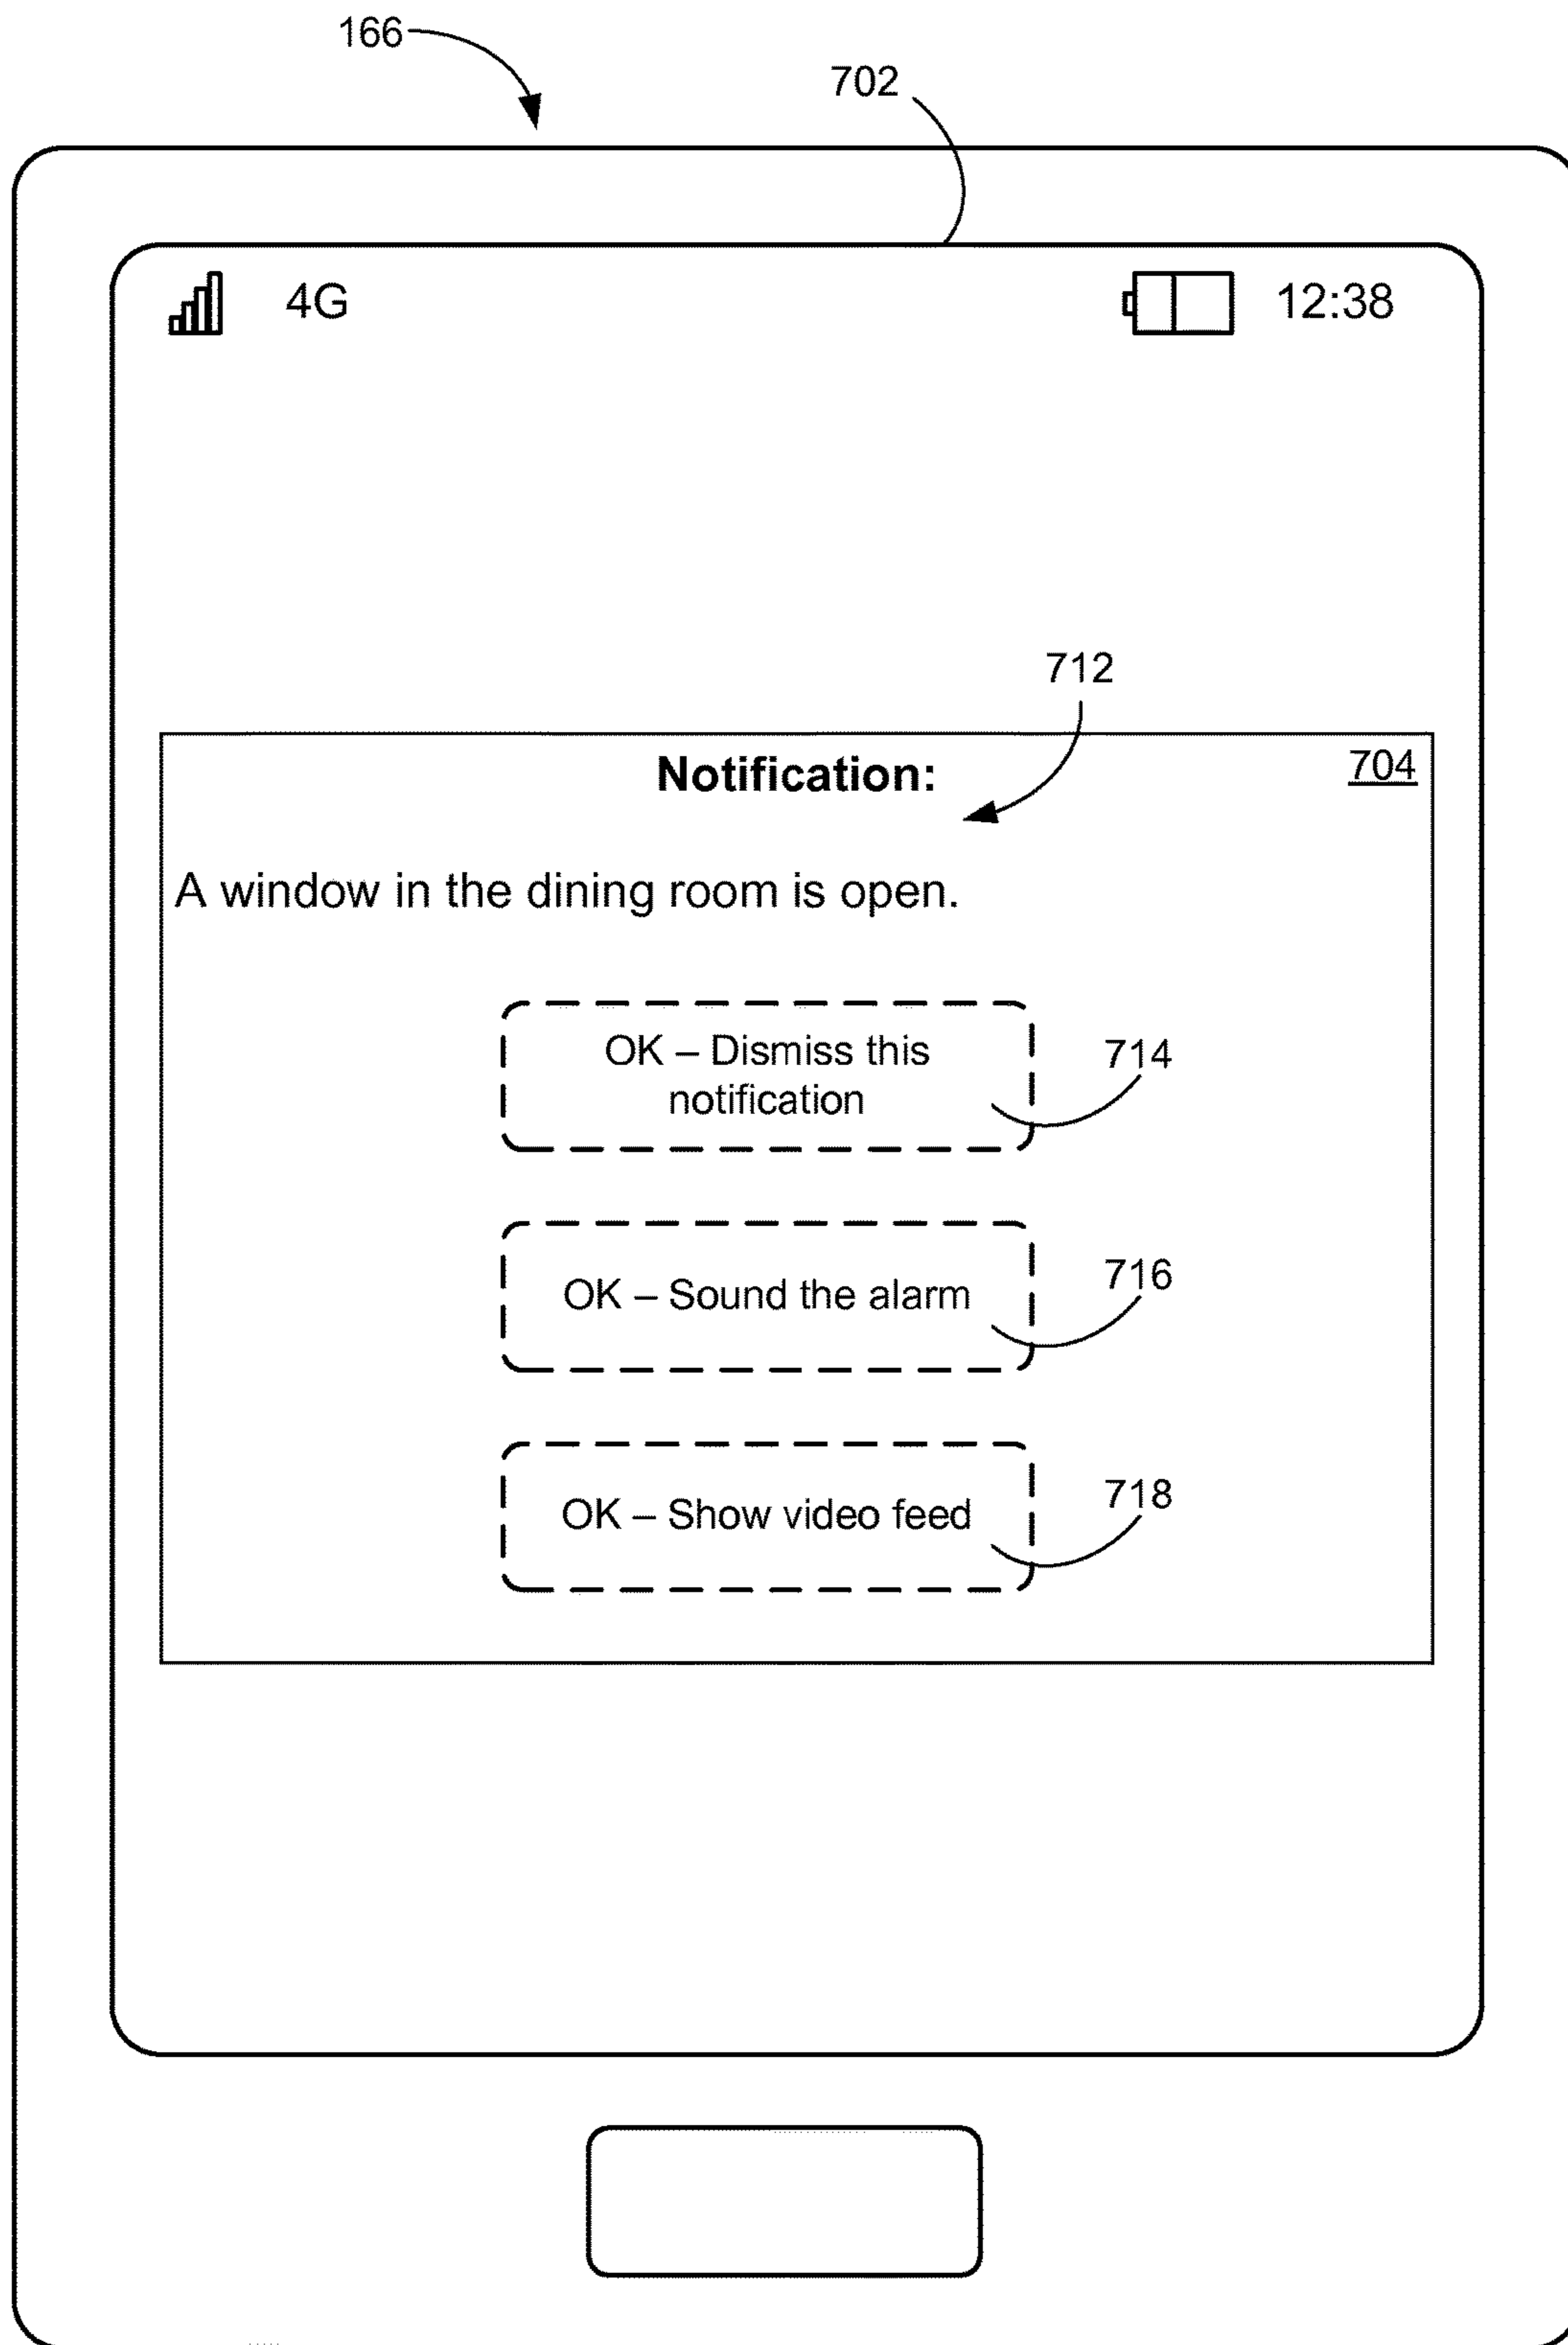 166
702
4G 12:38
712
Notification: 704
A window in the dining room is open.
OK – Dismiss this
notification
714
OK – Sound the alarm
716
OK – Show video feed
718